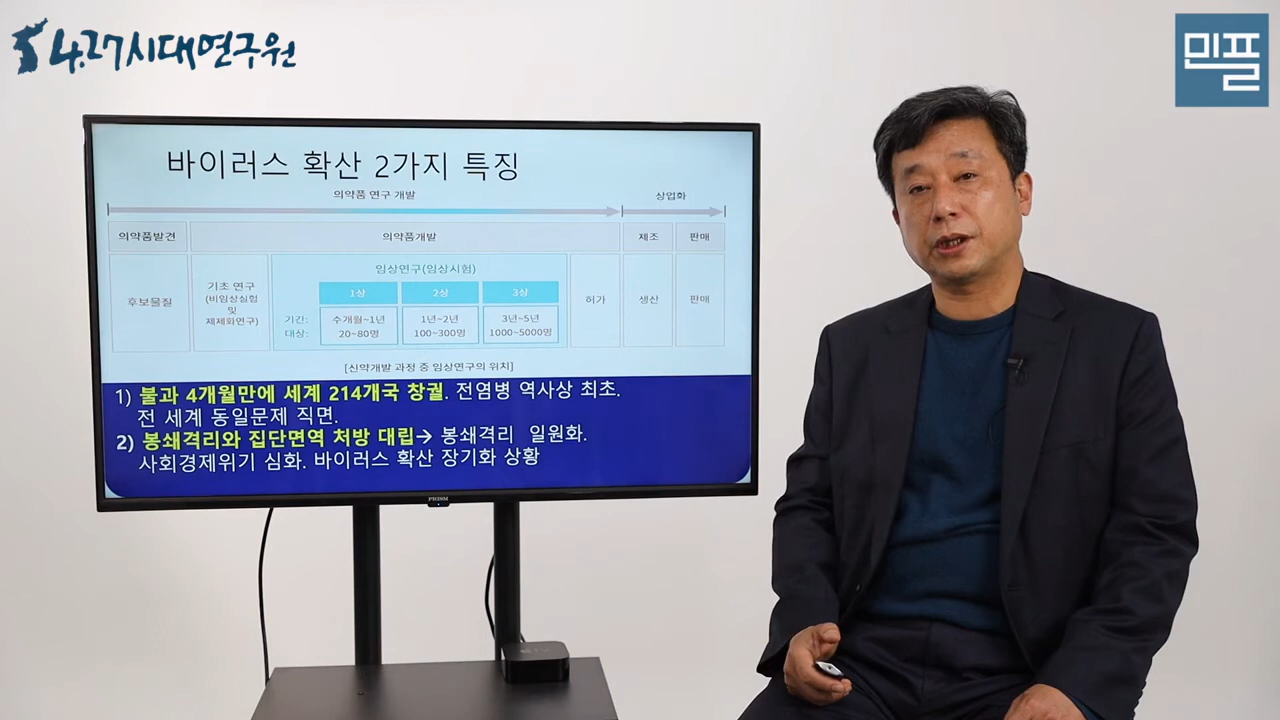 4.27시대연구원
민플
바이러스 확산 2가지 특징
의약품 연구 개발
상업화
의약품발견
의약품개발
제조
판매
후보물질
기초 연구
(비임상실험
및
제제화연구)
임상연구(임상시험)
1상
2상
3상
기간:
수개월~1년
1년~2년
3년~5년
대상:
20~80명
100~300명
1000~5000명
허가
생산
판매
[신약개발 과정 중 임상연구의 위치]
1) 불과 4개월만에 세계 214개국 창궐. 전염병 역사상 최초.
전 세계 동일문제 직면.
2) 봉쇄격리와 집단면역 처방 대립→ 봉쇄격리 일원화.
사회경제위기 심화. 바이러스 확산 장기화 상황
PRISM